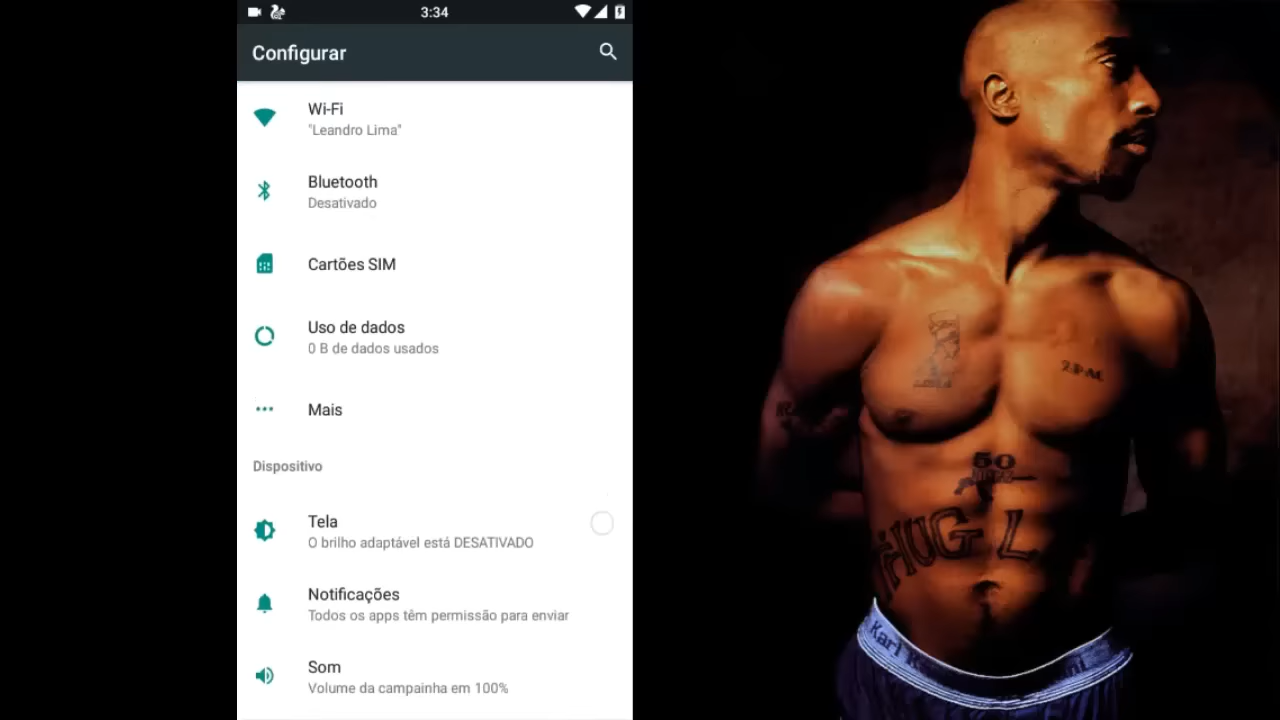 3:34
Configurar
Wi-Fi
"Leandro Lima"
Bluetooth
Desativado
Cartões SIM
Uso de dados
0 B de dados usados
Mais
Dispositivo
Tela
O brilho adaptável está DESATIVADO
Notificações
Todos os apps têm permissão para enviar
Som
Volume da campainha em 100%
2PAC
50
THUG L
Karl